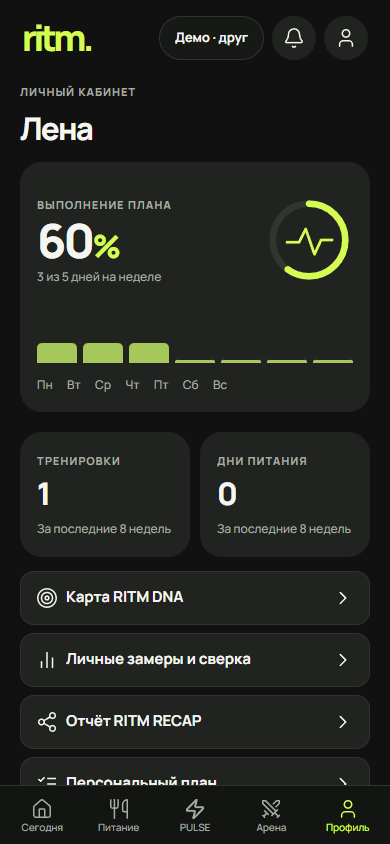 ritm.
Демо · друг
ЛИЧНЫЙ КАБИНЕТ
Лена
ВЫПОЛНЕНИЕ ПЛАНА
60%
3 из 5 дней на неделе
Пн Вт Ср Чт Пт Сб Вс
ТРЕНИРОВКИ
1
За последние 8 недель
ДНИ ПИТАНИЯ
0
За последние 8 недель
Карта RITM DNA
Личные замеры и сверка
Отчёт RITM RECAP
Персональный план
Сегодня
Питание
PULSE
Арена
Профиль